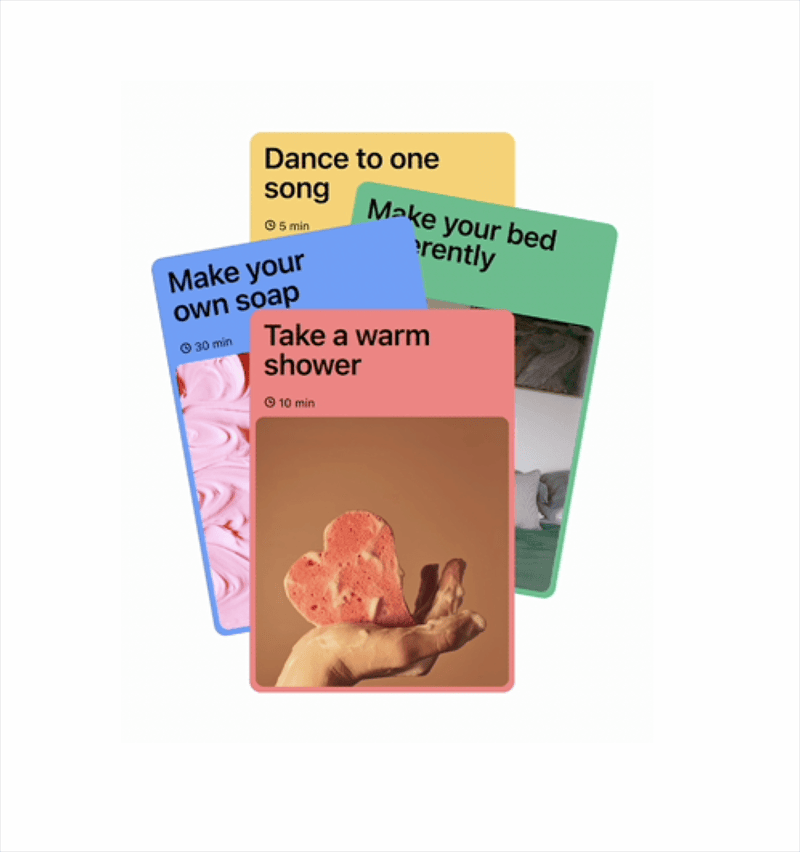 Dance to one
song
5 min
Make your bed
erently
Make your
own soap
30 min
Take a warm
shower
10 min